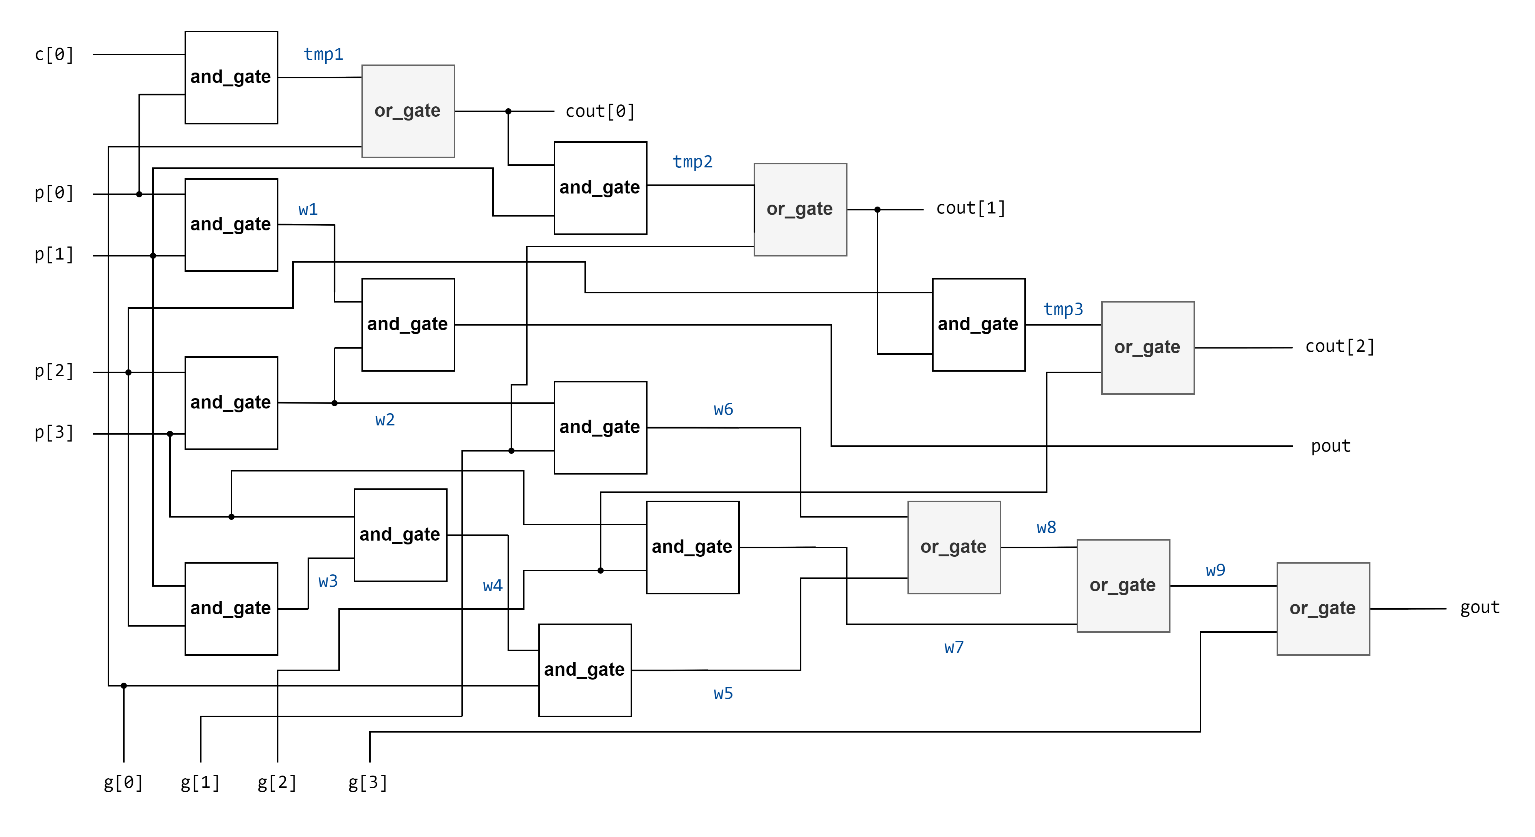 c[0]
and_gate
tmp1
or_gate
cout[0]
p[0]
and_gate
w1
and_gate
tmp2
or_gate
cout[1]
p[1]
and_gate
and_gate
tmp3
or_gate
cout[2]
p[2]
and_gate
w2
and_gate
w6
pout
p[3]
and_gate
w3
w4
and_gate
or_gate
w8
or_gate
w9
or_gate
gout
and_gate
and_gate
w5
w7
g[0]
g[1]
g[2]
g[3]